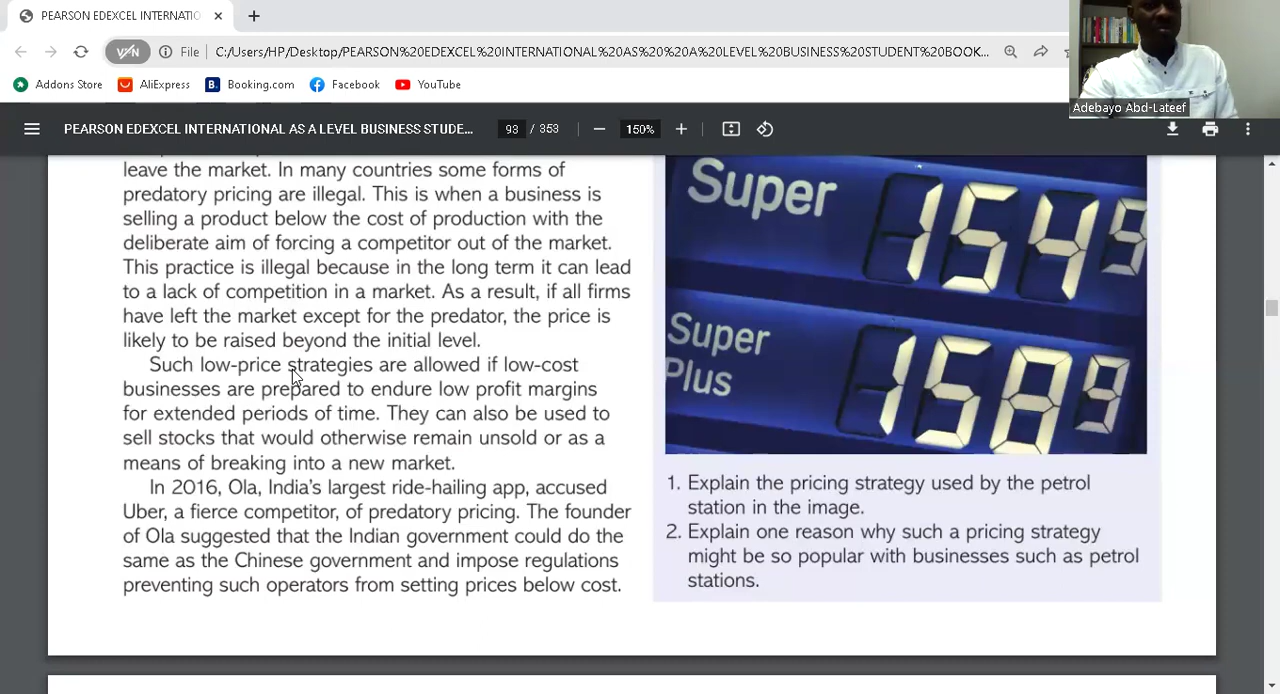 PEARSON EDEXCEL INTERNATIO
File
C:/Users/HP/Desktop/PEARSON%20EDEXCEL%20INTERNATIONAL%20AS%20%20A%20LEVEL%20BUSINESS%20STUDENT%20BOOK...
Addons Store
AliExpress
B.
Booking.com
Facebook
YouTube
Adebayo Abd-Lateef
PEARSON EDEXCEL INTERNATIONAL AS A LEVEL BUSINESS STUDE...
93 / 353
150%
leave the market. In many countries some forms of
predatory pricing are illegal. This is when a business is
selling a product below the cost of production with the
deliberate aim of forcing a competitor out of the market.
This practice is illegal because in the long term it can lead
to a lack of competition in a market. As a result, if all firms
have left the market except for the predator, the price is
likely to be raised beyond the initial level.
Such low-price strategies are allowed if low-cost
businesses are prepared to endure low profit margins
for extended periods of time. They can also be used to
sell stocks that would otherwise remain unsold or as a
means of breaking into a new market.
In 2016, Ola, India's largest ride-hailing app, accused
Uber, a fierce competitor, of predatory pricing. The founder
of Ola suggested that the Indian government could do the
same as the Chinese government and impose regulations
preventing such operators from setting prices below cost.
Super 154 9
Super
Plus 158 9
1. Explain the pricing strategy used by the petrol
station in the image.
2. Explain one reason why such a pricing strategy
might be so popular with businesses such as petrol
stations.